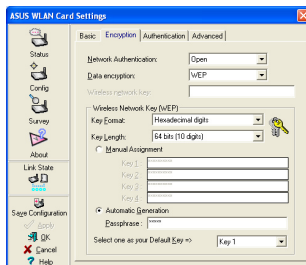 ASUS WLAN Card Settings
Status
Config
Survey
About
Link State
Save Configuration
Apply
OK
Cancel
Help
Basic Encryption Authentication Advanced
Network Authentication: Open
Data encryption: WEP
Wireless network key:
Wireless Network Key (WEP)
Key Format: Hexadecimal digits
Key Length: 64 bits (10 digits)
Manual Assignment
Key 1: **********
Key 2: **********
Key 3: **********
Key 4: **********
Automatic Generation
Passphrase: *****
Select one as your Default Key => Key 1